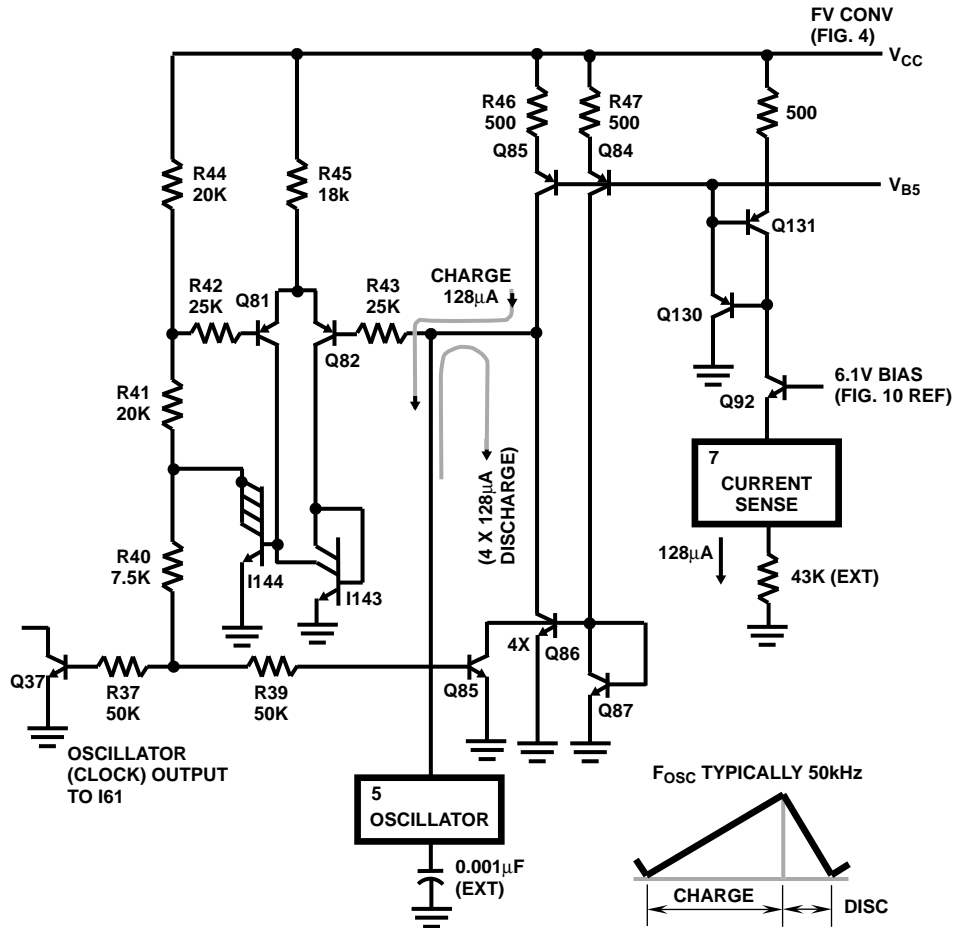 FV CONV
(FIG. 4)
VCC
R46
500
R47
500
500
Q85
Q84
R44
20K
R45
18k
VB5
Q131
R42
25K
Q81
R43
25K
CHARGE
128µA
Q82
Q130
R41
20K
6.1V BIAS
(FIG. 10 REF)
Q92
(4 X 128µA
DISCHARGE)
7
CURRENT
SENSE
R40
7.5K
I144
I143
128µA
43K (EXT)
4X
Q86
Q37
R37
50K
R39
50K
Q85
Q87
OSCILLATOR
(CLOCK) OUTPUT
TO I61
5
OSCILLATOR
0.001µF
(EXT)
FOSC TYPICALLY 50kHz
CHARGE
DISC